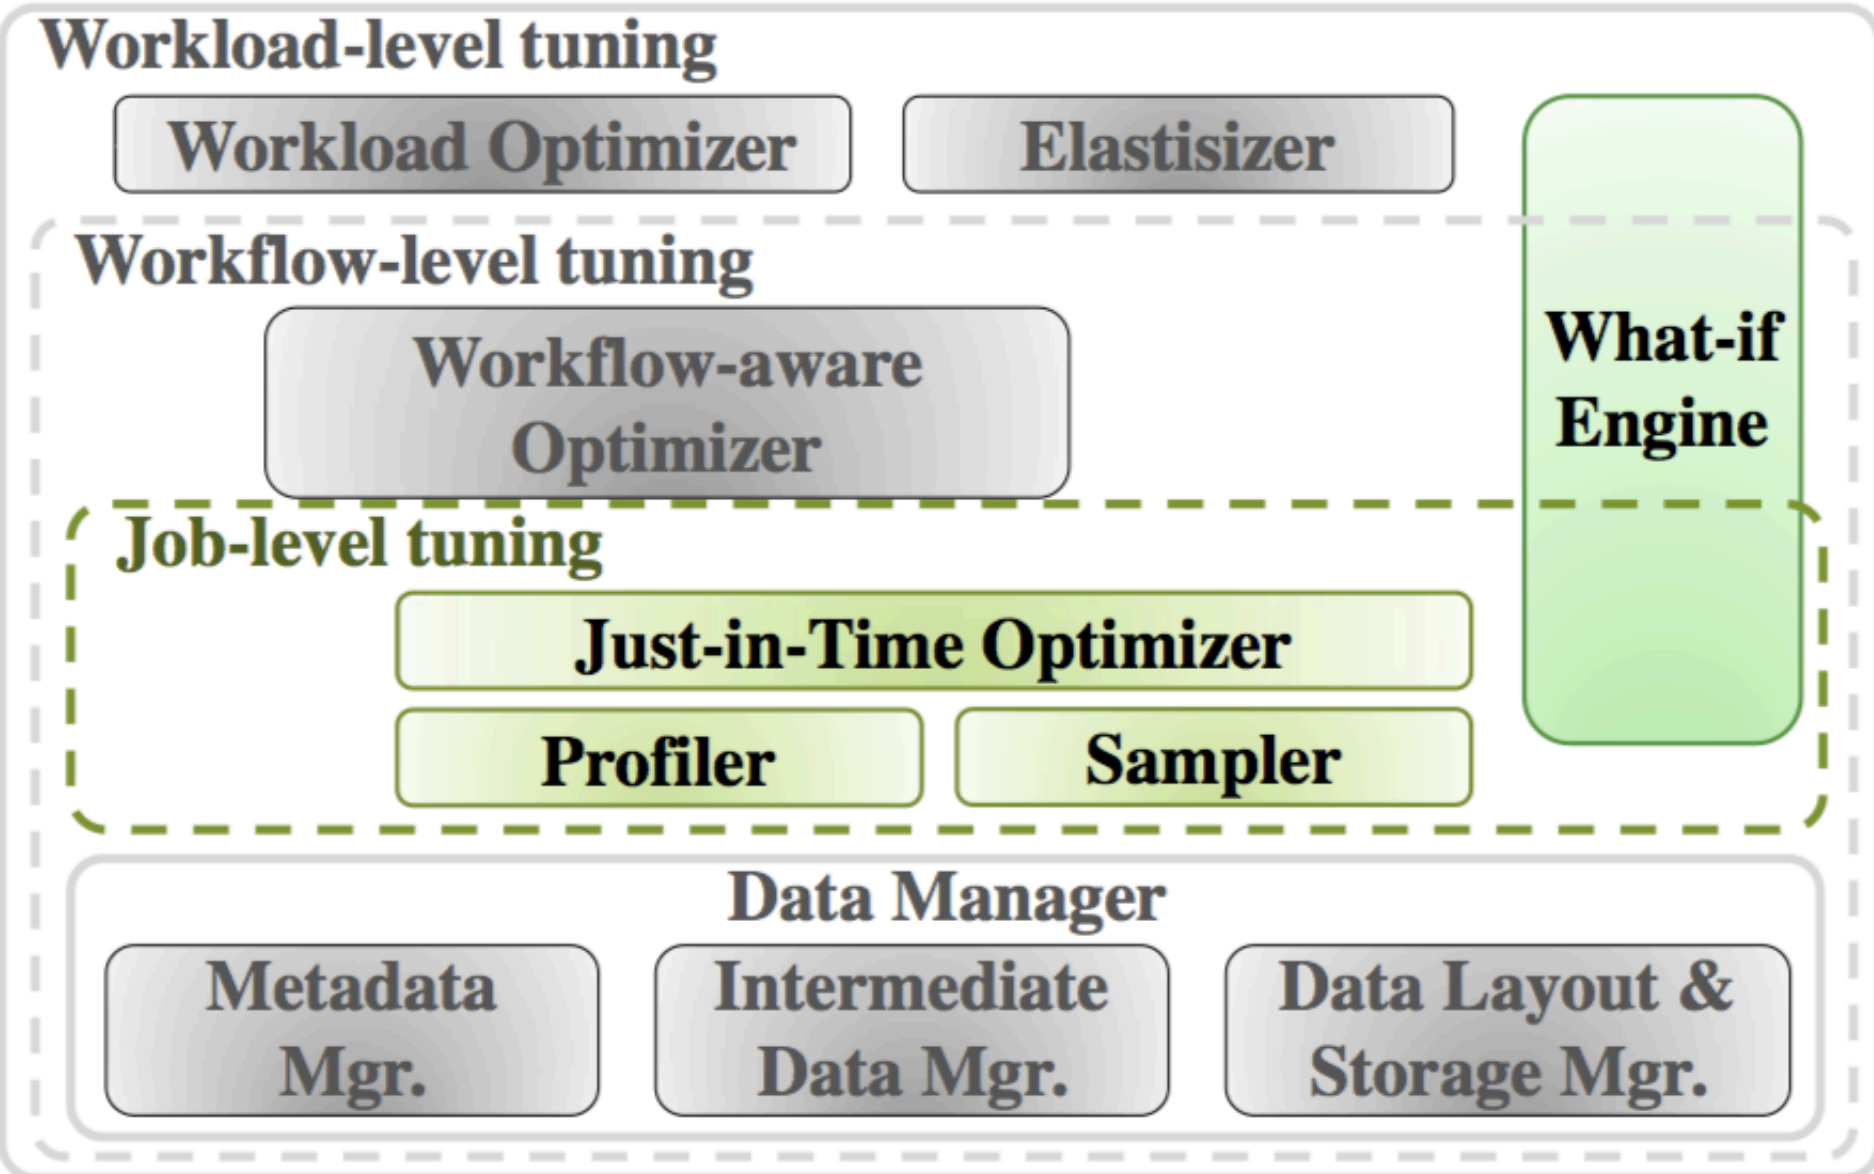 Workload-level tuning
Workload Optimizer
Elastisizer
Workflow-level tuning
Workflow-aware
Optimizer
What-if
Engine
Job-level tuning
Just-in-Time Optimizer
Profiler
Sampler
Data Manager
Metadata
Mgr.
Intermediate
Data Mgr.
Data Layout &
Storage Mgr.